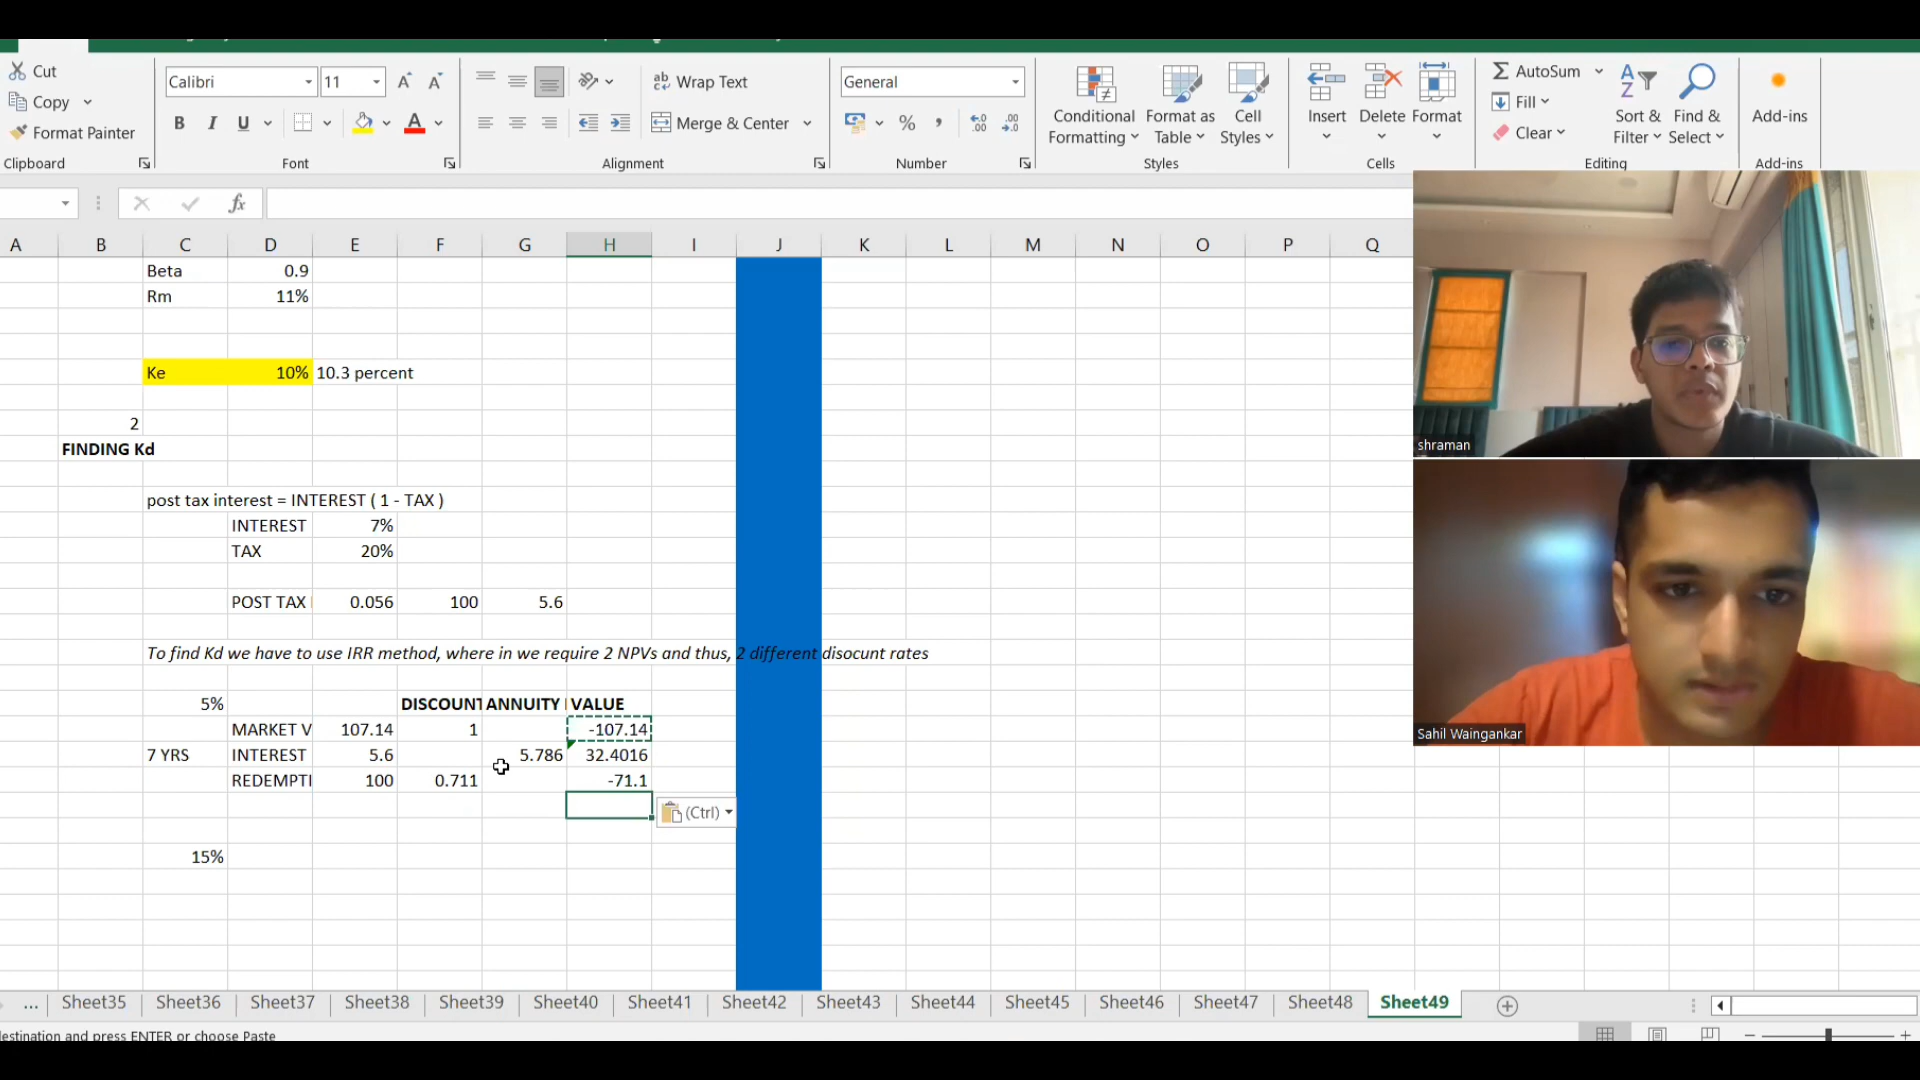 Cut
Copy
Format Painter
Clipboard
Calibri
11
B I U
Font
Wrap Text
Merge & Center
Alignment
General
Number
Conditional Formatting
Format as Table
Cell Styles
Styles
Insert
Delete
Format
Cells
AutoSum
Fill
Clear
Sort & Filter
Find & Select
Editing
Add-ins
Add-ins
fx
A B C D E F G H I J K L M N O P Q
Beta 0.9
Rm 11%
Ke 10% 10.3 percent
2
FINDING Kd
post tax interest = INTEREST ( 1 - TAX )
INTEREST 7%
TAX 20%
POST TAX 0.056 100 5.6
To find Kd we have to use IRR method, where in we require 2 NPVs and thus, 2 different disocunt rates
5% DISCOUNT ANNUITY VALUE
MARKET V 107.14 1 -107.14
7 YRS INTEREST 5.6 5.786 32.4016
REDEMPTI 100 0.711 -71.1
(Ctrl)
15%
shraman
Sahil Waingankar
... Sheet35 Sheet36 Sheet37 Sheet38 Sheet39 Sheet40 Sheet41 Sheet42 Sheet43 Sheet44 Sheet45 Sheet46 Sheet47 Sheet48 Sheet49
estination and press ENTER or choose Paste